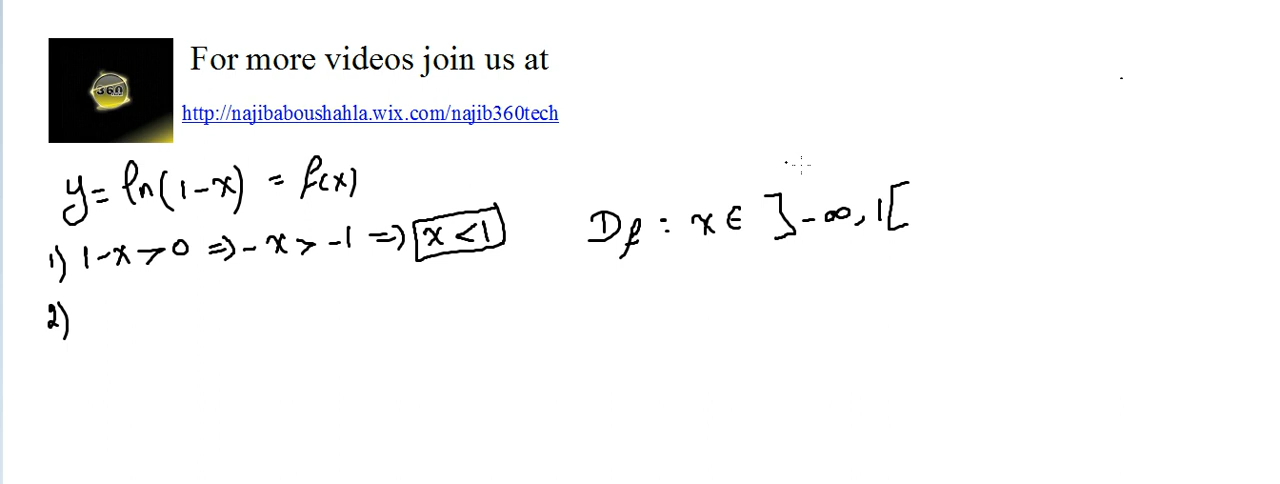 360
For more videos join us at
http://najibaboushahla.wix.com/najib360tech
y = ln(1-x) = f(x)
1) 1-x>0 => -x > -1 => x < 1
Df : x ∈ ]-∞, 1[
2)